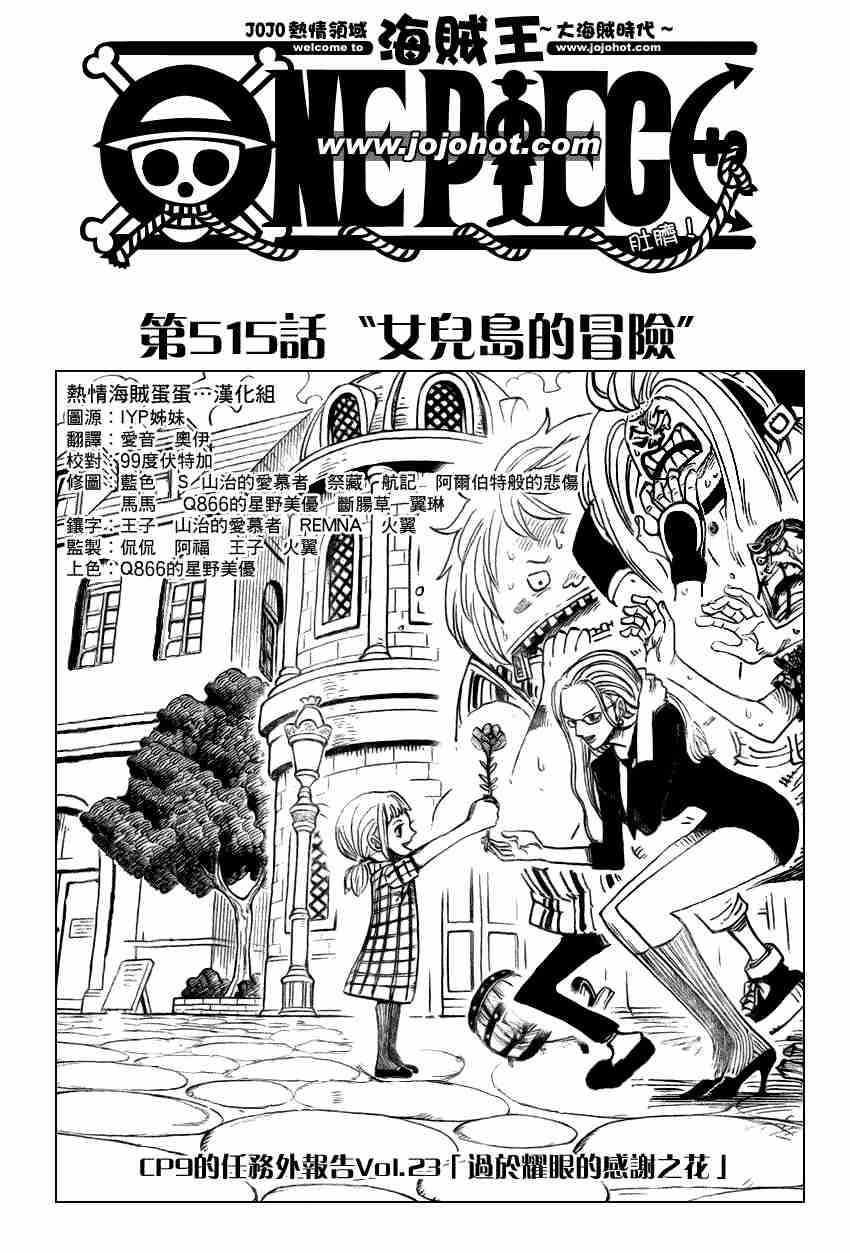 JOJO熱情領域
welcome to
海賊王
~大海賊時代~
www.jojohot.com
ONE PIECE
www.jojohot.com
肚臍！
第515話〝女兒島的冒險〞
熱情海賊蛋蛋…漢化組
圖源：IYP姊妹
翻譯：愛音 奧伊
校對：99度伏特加
修圖：藍色 S／山治的愛慕者 祭藏 航記 阿爾伯特般的悲傷
馬馬 Q866的星野美優 斷腸草 翼琳
鑲字：王子 山治的愛慕者 REMNA 火翼
監製：侃侃 阿福 王子 火翼
上色：Q866的星野美優
CP9的任務外報告Vol.23「過於耀眼的感謝之花」